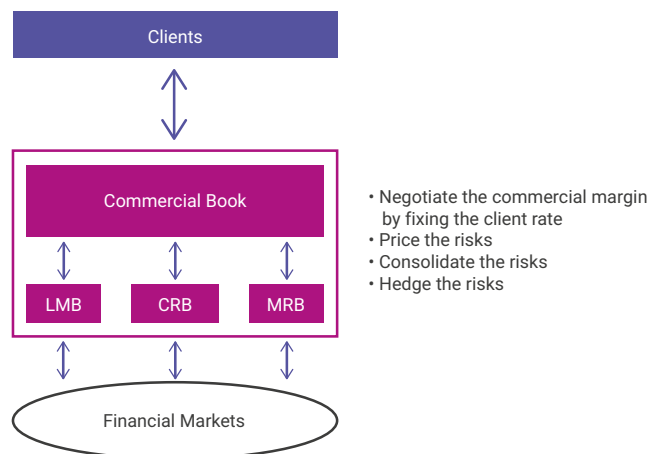 Clients
Commercial Book
LMB CRB MRB
Financial Markets
• Negotiate the commercial margin
by fixing the client rate
• Price the risks
• Consolidate the risks
• Hedge the risks